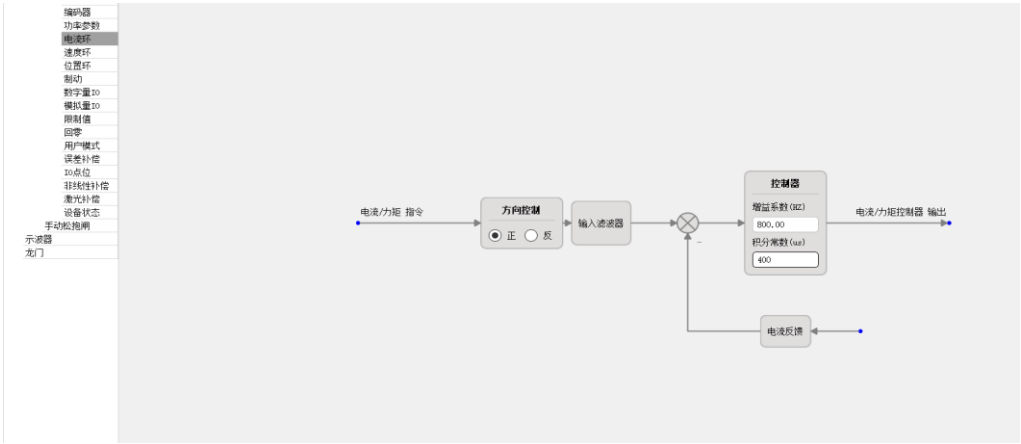 编码器
功率参数
电流环
速度环
位置环
制动
数字量IO
模拟量IO
限制值
回零
用户模式
误差补偿
IO点位
非线性补偿
激光补偿
设备状态
手动松抱闸
示波器
龙门
电流/力矩 指令
方向控制
正 反
输入滤波器
−
控制器
增益系数(HZ)
800.00
积分常数(us)
400
电流/力矩控制器 输出
电流反馈